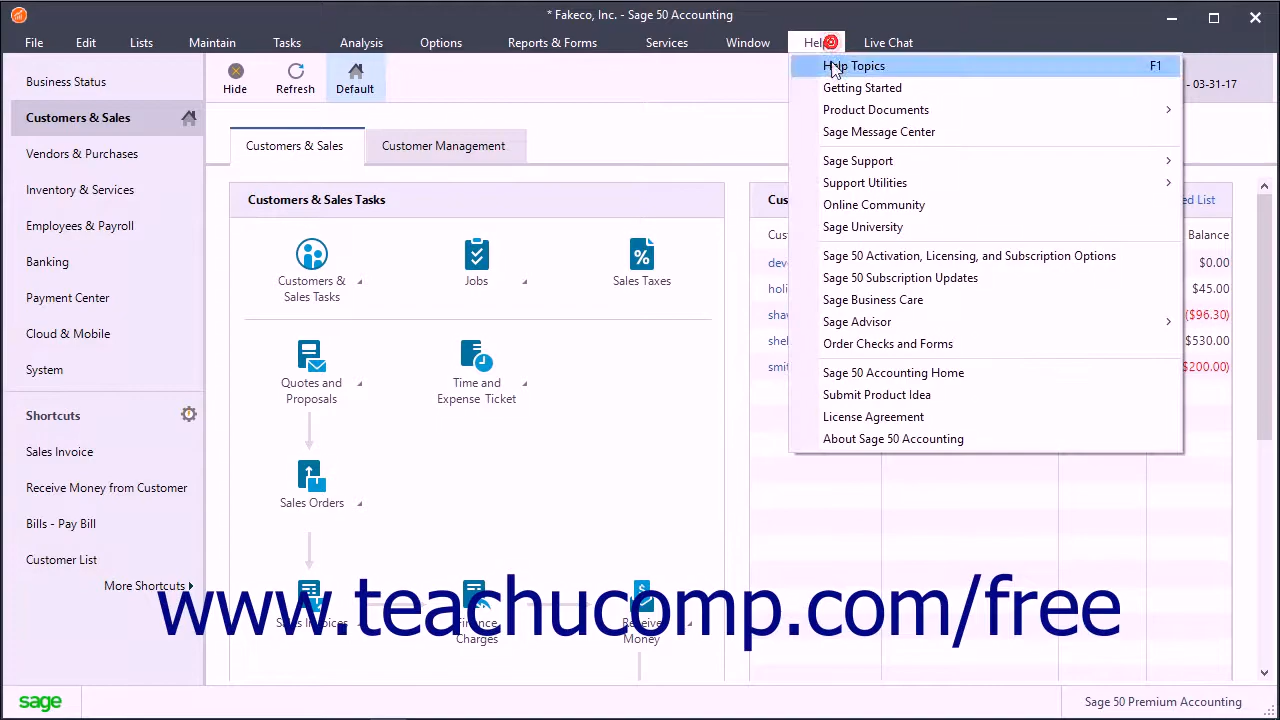 * Fakeco, Inc. - Sage 50 Accounting
File Edit Lists Maintain Tasks Analysis Options Reports & Forms Services Window Help Live Chat
Business Status
Customers & Sales
Vendors & Purchases
Inventory & Services
Employees & Payroll
Banking
Payment Center
Cloud & Mobile
System
Shortcuts
Sales Invoice
Receive Money from Customer
Bills - Pay Bill
Customer List
More Shortcuts
Hide Refresh Default
- 03-31-17
Customers & Sales Customer Management
Customers & Sales Tasks
Customers &
Sales Tasks
Jobs
Sales Taxes
Quotes and
Proposals
Time and
Expense Ticket
Sales Orders
Sales Invoices
Finance
Charges
Receive
Money
Help Topics F1
Getting Started
Product Documents
Sage Message Center
Sage Support
Support Utilities
Online Community
Sage University
Sage 50 Activation, Licensing, and Subscription Options
Sage 50 Subscription Updates
Sage Business Care
Sage Advisor
Order Checks and Forms
Sage 50 Accounting Home
Submit Product Idea
License Agreement
About Sage 50 Accounting
List
Balance
$0.00
$45.00
($96.30)
$530.00
$200.00)
www.teachucomp.com/free
sage
Sage 50 Premium Accounting